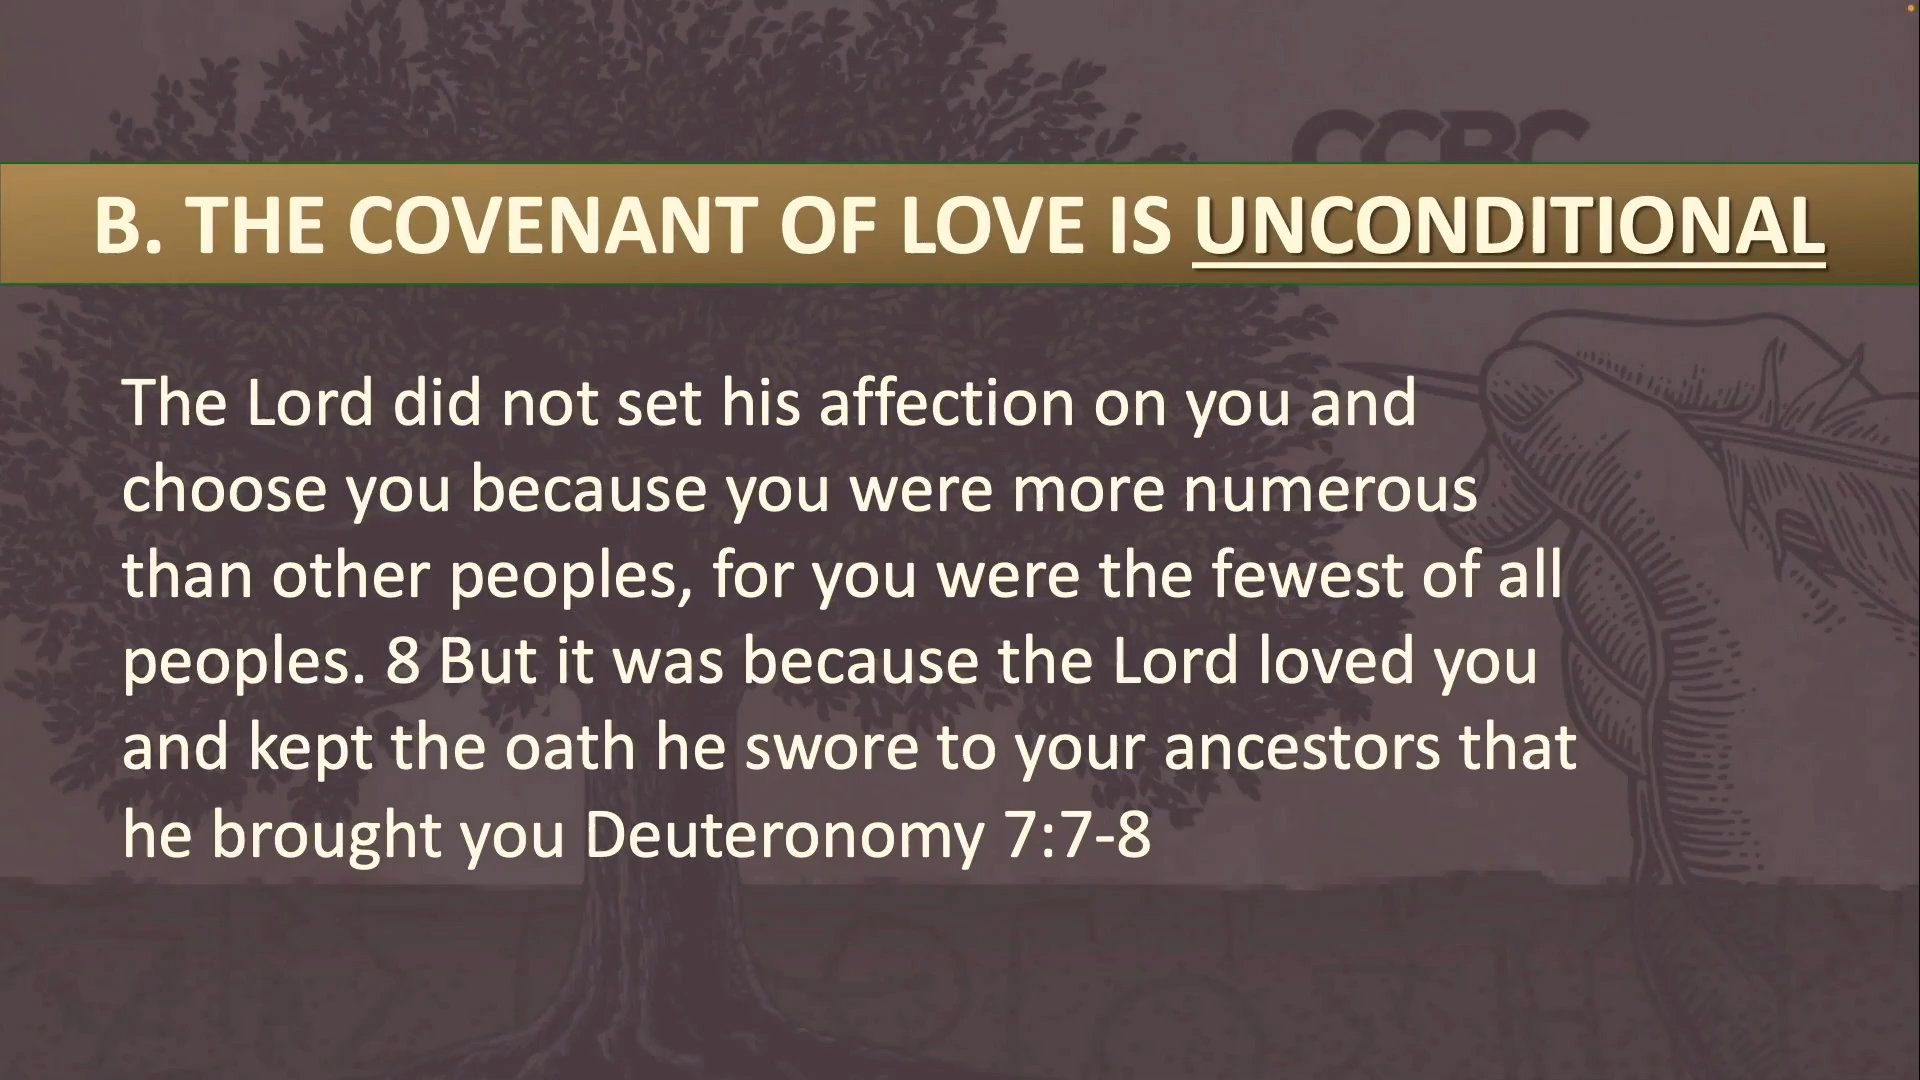 CCBC
B. THE COVENANT OF LOVE IS UNCONDITIONAL
The Lord did not set his affection on you and
choose you because you were more numerous
than other peoples, for you were the fewest of all
peoples. 8 But it was because the Lord loved you
and kept the oath he swore to your ancestors that
he brought you Deuteronomy 7:7-8